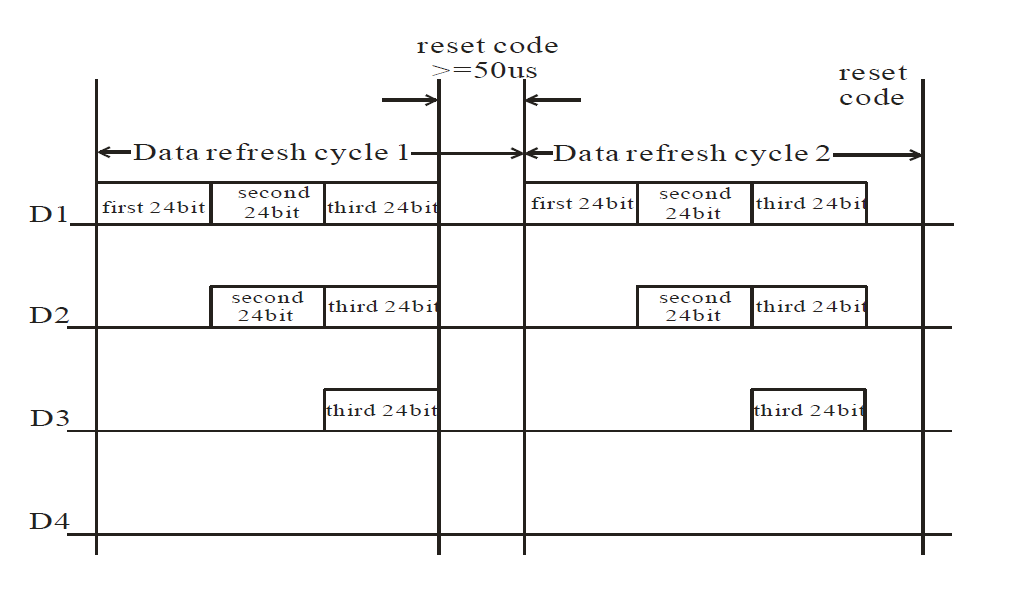 reset code
>=50us
reset
code
Data refresh cycle 1
Data refresh cycle 2
D1
first 24bit
second
24bit
third 24bit
first 24bit
second
24bit
third 24bit
D2
second
24bit
third 24bit
second
24bit
third 24bit
D3
third 24bit
third 24bit
D4